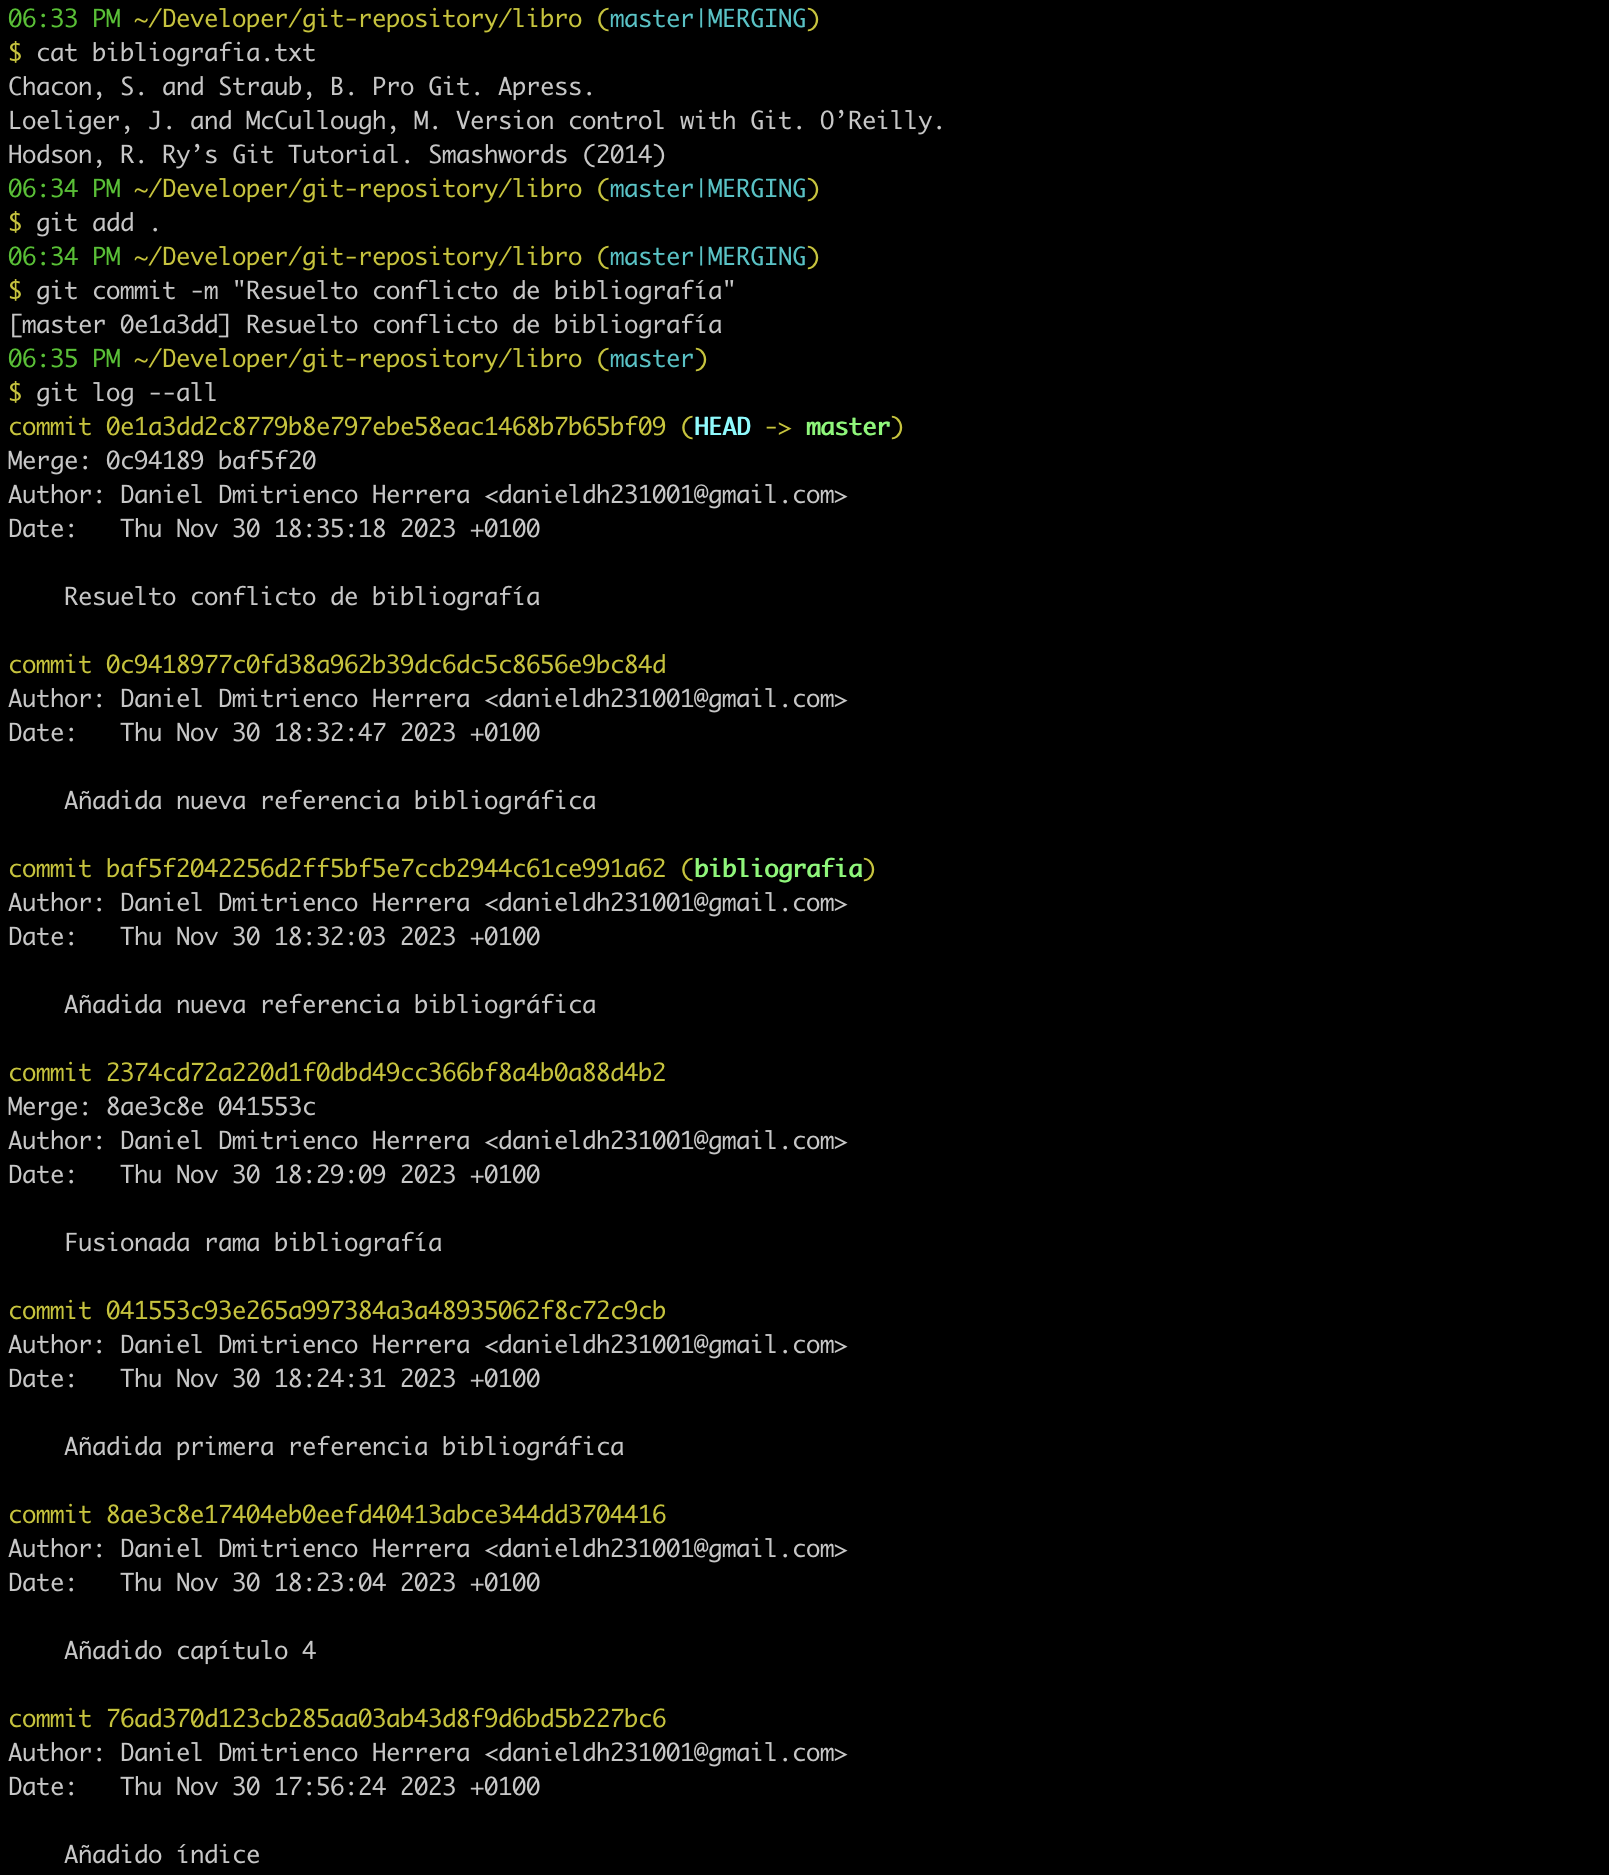 06:33 PM ~/Developer/git-repository/libro (master|MERGING)
$ cat bibliografia.txt
Chacon, S. and Straub, B. Pro Git. Apress.
Loeliger, J. and McCullough, M. Version control with Git. O’Reilly.
Hodson, R. Ry’s Git Tutorial. Smashwords (2014)
06:34 PM ~/Developer/git-repository/libro (master|MERGING)
$ git add .
06:34 PM ~/Developer/git-repository/libro (master|MERGING)
$ git commit -m "Resuelto conflicto de bibliografía"
[master 0e1a3dd] Resuelto conflicto de bibliografía
06:35 PM ~/Developer/git-repository/libro (master)
$ git log --all
commit 0e1a3dd2c8779b8e797ebe58eac1468b7b65bf09 (HEAD -> master)
Merge: 0c94189 baf5f20
Author: Daniel Dmitrienco Herrera <danieldh231001@gmail.com>
Date:   Thu Nov 30 18:35:18 2023 +0100
    Resuelto conflicto de bibliografía
commit 0c9418977c0fd38a962b39dc6dc5c8656e9bc84d
Author: Daniel Dmitrienco Herrera <danieldh231001@gmail.com>
Date:   Thu Nov 30 18:32:47 2023 +0100
    Añadida nueva referencia bibliográfica
commit baf5f2042256d2ff5bf5e7ccb2944c61ce991a62 (bibliografia)
Author: Daniel Dmitrienco Herrera <danieldh231001@gmail.com>
Date:   Thu Nov 30 18:32:03 2023 +0100
    Añadida nueva referencia bibliográfica
commit 2374cd72a220d1f0dbd49cc366bf8a4b0a88d4b2
Merge: 8ae3c8e 041553c
Author: Daniel Dmitrienco Herrera <danieldh231001@gmail.com>
Date:   Thu Nov 30 18:29:09 2023 +0100
    Fusionada rama bibliografía
commit 041553c93e265a997384a3a48935062f8c72c9cb
Author: Daniel Dmitrienco Herrera <danieldh231001@gmail.com>
Date:   Thu Nov 30 18:24:31 2023 +0100
    Añadida primera referencia bibliográfica
commit 8ae3c8e17404eb0eefd40413abce344dd3704416
Author: Daniel Dmitrienco Herrera <danieldh231001@gmail.com>
Date:   Thu Nov 30 18:23:04 2023 +0100
    Añadido capítulo 4
commit 76ad370d123cb285aa03ab43d8f9d6bd5b227bc6
Author: Daniel Dmitrienco Herrera <danieldh231001@gmail.com>
Date:   Thu Nov 30 17:56:24 2023 +0100
    Añadido índice